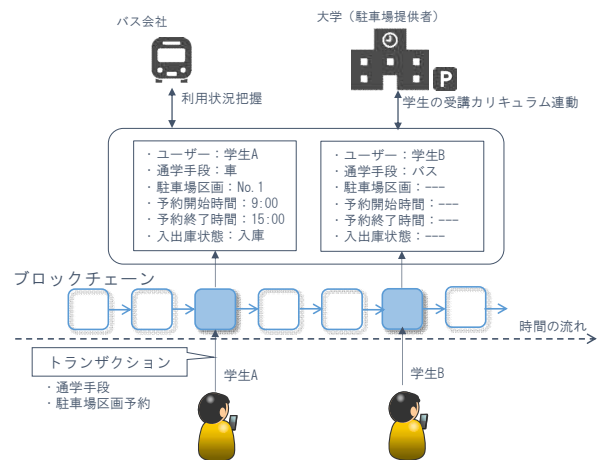 バス会社
大学（駐車場提供者）
P
利用状況把握
学生の受講カリキュラム連動
・ユーザー：学生A
・通学手段：車
・駐車場区画：No.1
・予約開始時間：9:00
・予約終了時間：15:00
・入出庫状態：入庫
・ユーザー：学生B
・通学手段：バス
・駐車場区画：---
・予約開始時間：---
・予約終了時間：---
・入出庫状態：---
ブロックチェーン
時間の流れ
トランザクション
・通学手段
・駐車場区画予約
学生A
学生B